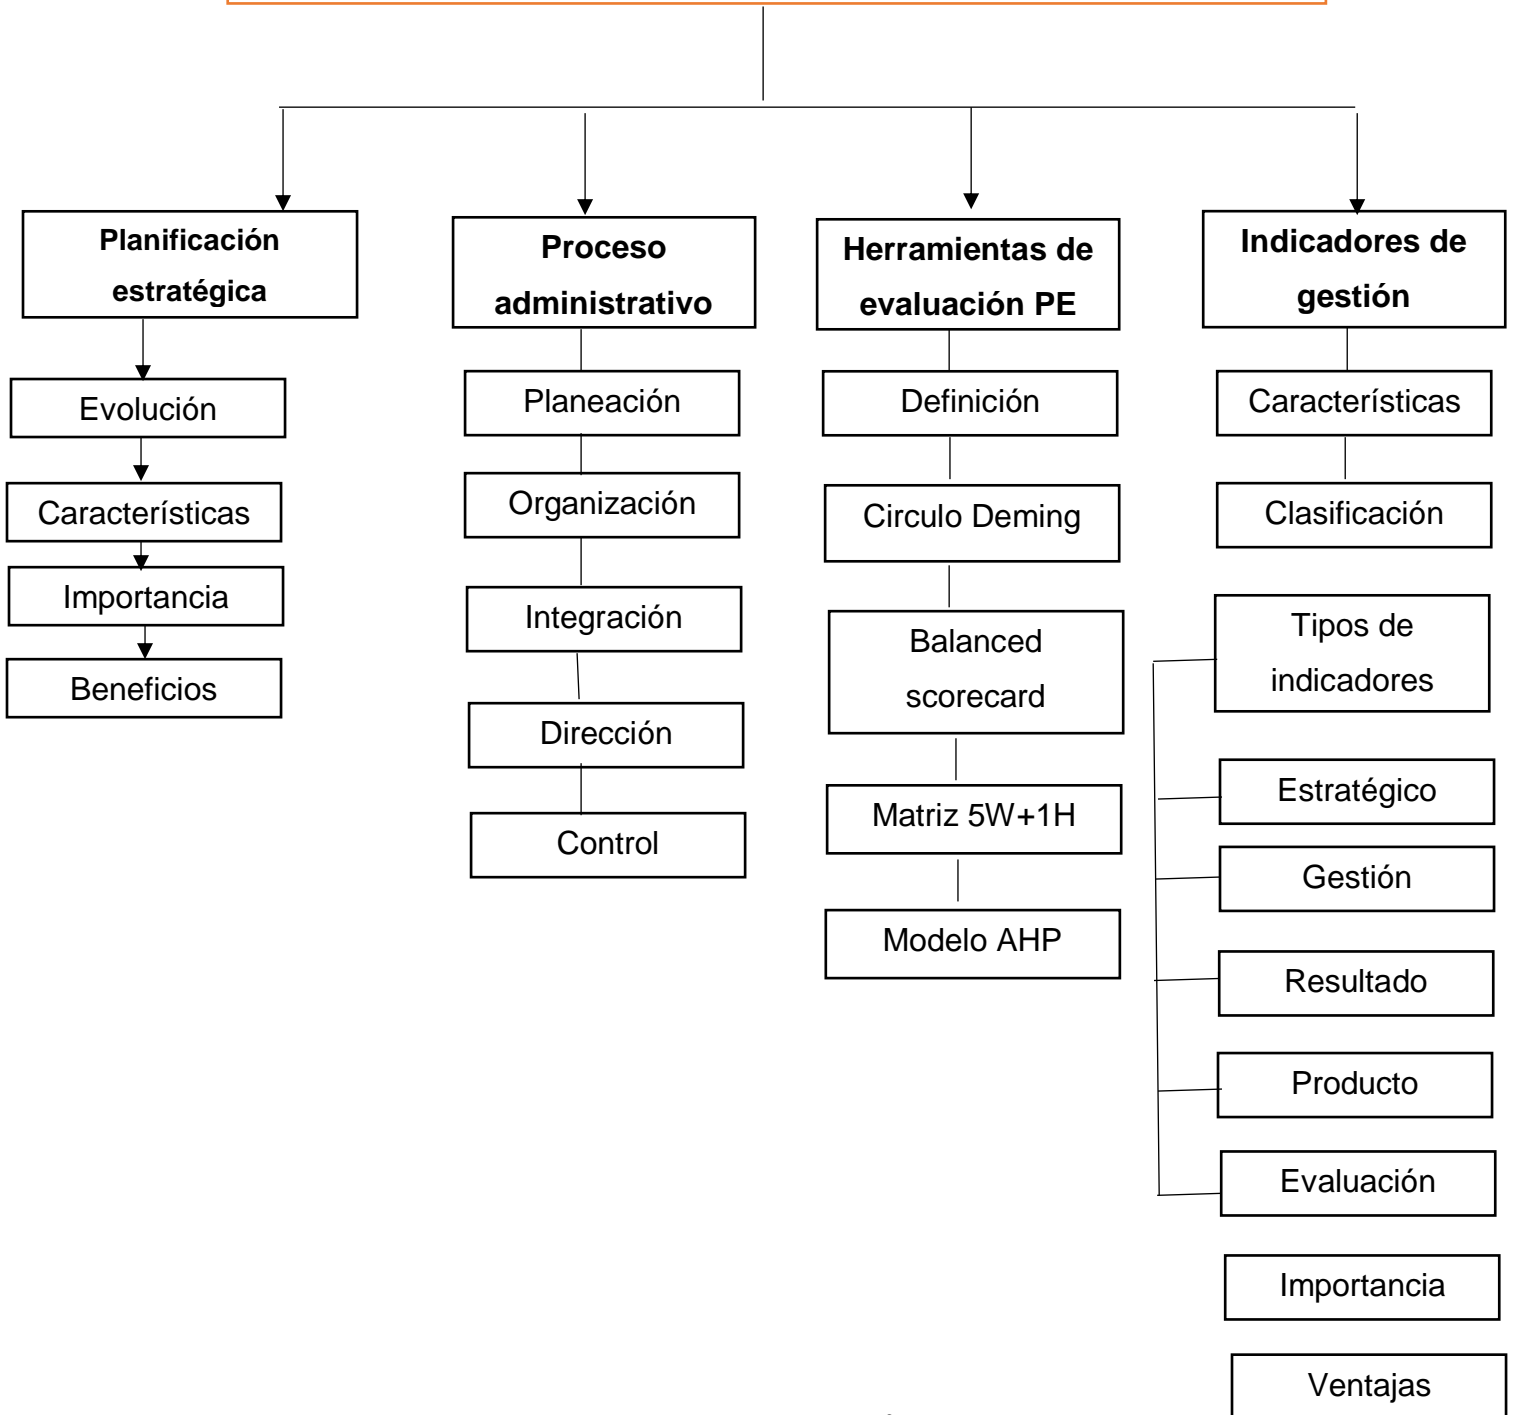 Planificación
estratégica
Evolución
Características
Importancia
Beneficios
Proceso
administrativo
Planeación
Organización
Integración
Dirección
Control
Herramientas de
evaluación PE
Definición
Circulo Deming
Balanced
scorecard
Matriz 5W+1H
Modelo AHP
Indicadores de
gestión
Características
Clasificación
Tipos de
indicadores
Estratégico
Gestión
Resultado
Producto
Evaluación
Importancia
Ventajas